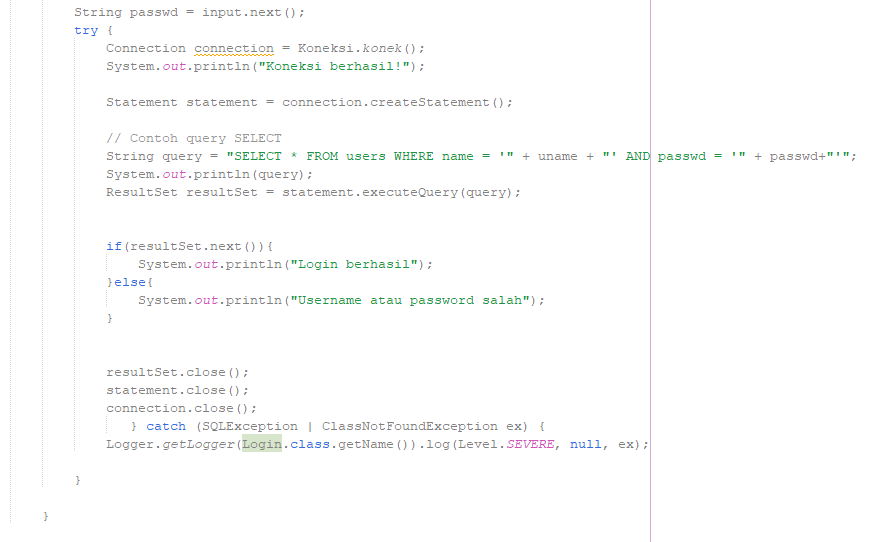 String passwd = input.next();
try {
Connection connection = Koneksi.konek();
System.out.println("Koneksi berhasil!");
Statement statement = connection.createStatement();
// Contoh query SELECT
String query = "SELECT * FROM users WHERE name = '" + uname + "' AND passwd = '" + passwd+"'";
System.out.println(query);
ResultSet resultSet = statement.executeQuery(query);
if(resultSet.next()){
System.out.println("Login berhasil");
}else{
System.out.println("Username atau password salah");
}
resultSet.close();
statement.close();
connection.close();
} catch (SQLException | ClassNotFoundException ex) {
Logger.getLogger(Login.class.getName()).log(Level.SEVERE, null, ex);
}
}